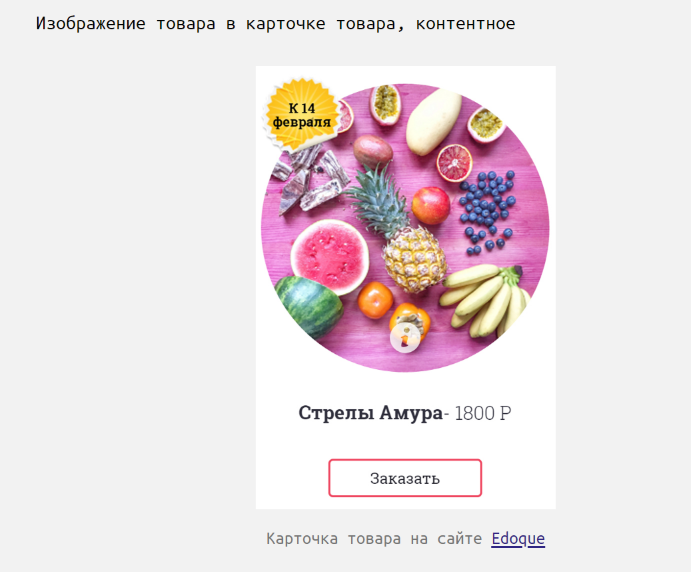 Изображение товара в карточке товара, контентное
К 14
февраля
Стрелы Амура- 1800 Р
Заказать
Карточка товара на сайте Edoque